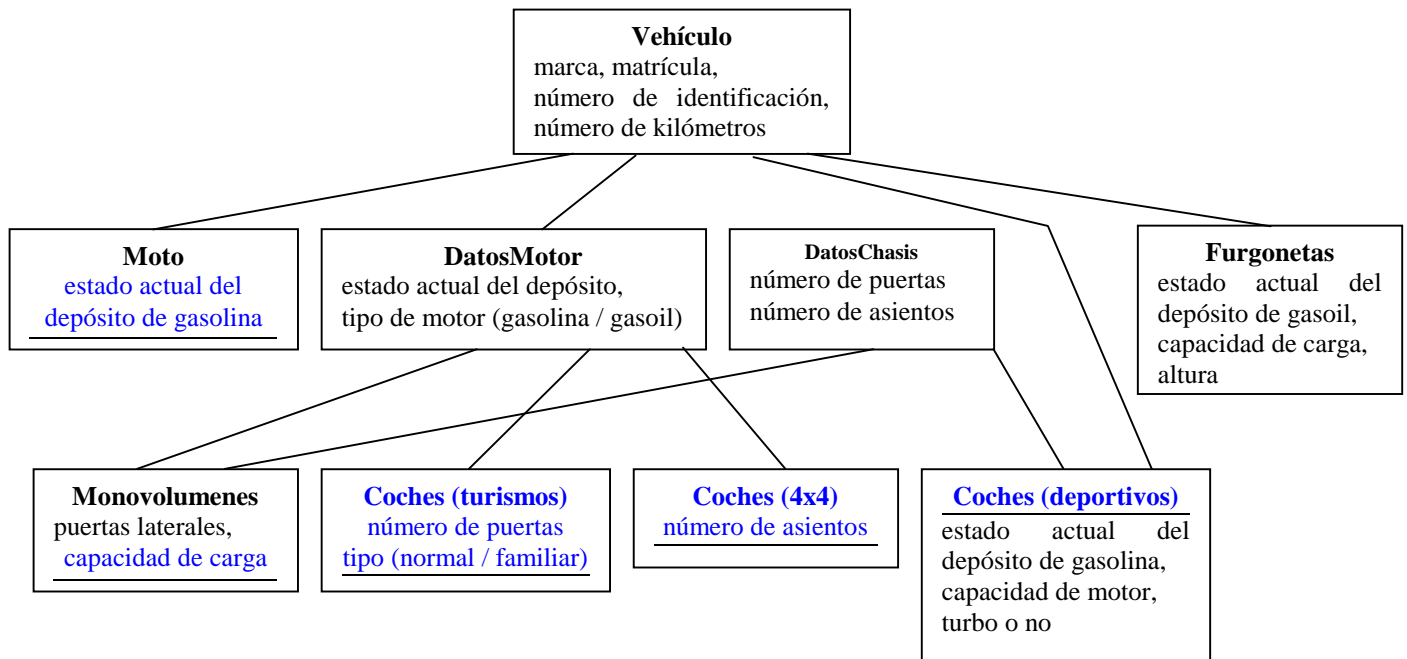 Vehículo
marca, matrícula,
número de identificación,
número de kilómetros
Moto
estado actual del
depósito de gasolina
DatosMotor
estado actual del depósito,
tipo de motor (gasolina / gasoil)
DatosChasis
número de puertas
número de asientos
Furgonetas
estado actual del
depósito de gasoil,
capacidad de carga,
altura
Monovolumenes
puertas laterales,
capacidad de carga
Coches (turismos)
número de puertas
tipo (normal / familiar)
Coches (4x4)
número de asientos
Coches (deportivos)
estado actual del
depósito de gasolina,
capacidad de motor,
turbo o no